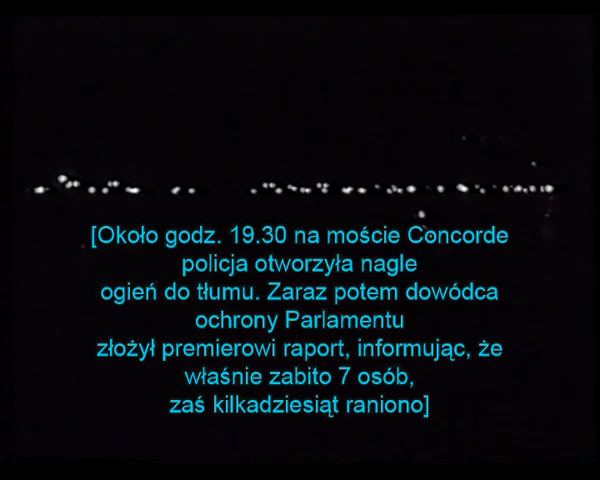 [Około godz. 19.30 na moście Concorde
policja otworzyła nagle
ogień do tłumu. Zaraz potem dowódca
ochrony Parlamentu
złożył premierowi raport, informując, że
właśnie zabito 7 osób,
zaś kilkadziesiąt raniono]